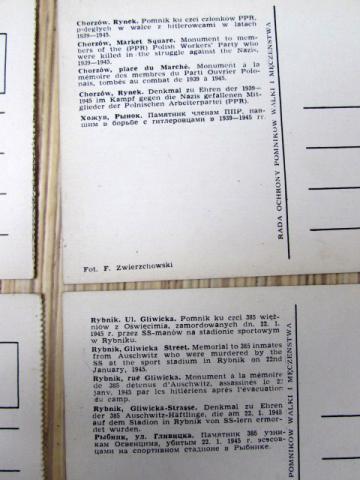 Chorzów, Rynek. Pomnik ku czci członków PPR,
poległych w walce z hitlerowcami w latach
1939—1945.
Chorzów, Market Square. Monument to mem-
bers of the (PPR) Polish Workers' Party who
were killed in the struggle against the Nazis,
1939—1945.
Chorzów, place du Marché. Monument à la
mémoire des membres du Parti Ouvrier Polo-
nais, tombés au combat de 1939 à 1945.
Chorzów, Rynek. Denkmal zu Ehren der 1939—
1945 im Kampf gegen die Nazis gefallenen Mit-
glieder der Polnischen Arbeiterpartei (PPR).
Хожув, Рынок. Памятник членам ППР, пав-
шим в борьбе с гитлеровцами в 1939—1945 гг.
Fot. F. Zwierzchowski
RADA OCHRONY POMNIKÓW WALKI I MĘCZEŃSTWA
Rybnik. Ul. Gliwicka. Pomnik ku czci 385 więź-
niów z Oświęcimia, zamordowanych dn. 22. 1.
1945 r. przez SS-manów na stadionie sportowym
w Rybniku.
Rybnik, Gliwicka Street. Memorial to 385 inmates
from Auschwitz who were murdered by the
SS at the sport stadium in Rybnik on 22nd
January, 1945.
Rybnik, rue Gliwicka. Monument à la mémoire
de 385 détenus d'Auschwitz, assassinés le 22
janv. 1945 par les hitlériens après l'évacuation
du camp.
Rybnik, Gliwicka-Strasse. Denkmal zu Ehren
der 385 Auschwitz-Häftlinge, die am 22. 1. 1945
auf dem Stadion in Rybnik von SS-lern ermor-
det wurden.
Рыбник, ул. Гливицка. Памятник 385 узни-
кам Освенцима, убитым 22. 1. 1945 г. эсесов-
цами на спортивном стадионе в Рыбнике.
POMNIKÓW WALKI I MĘCZEŃSTWA